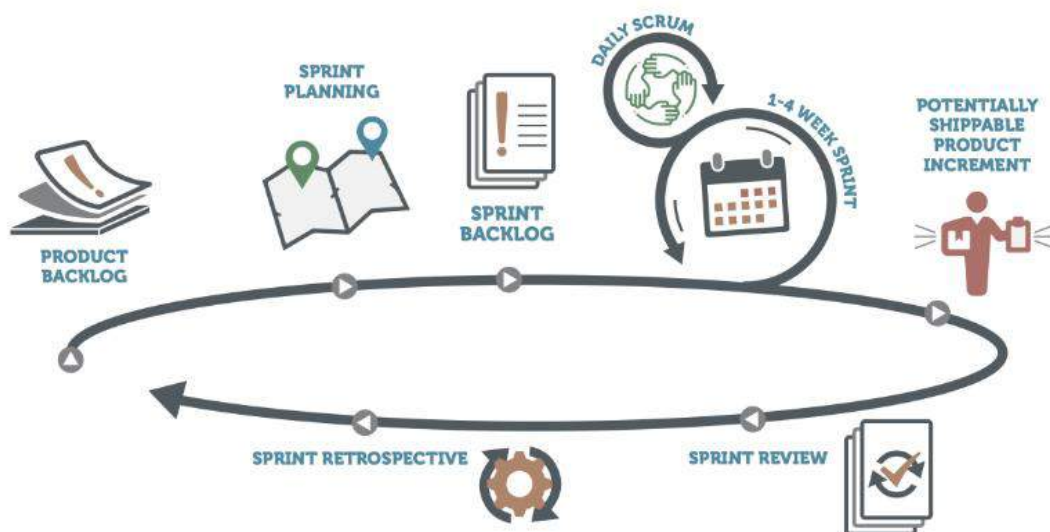 DAILY SCRUM
SPRINT
PLANNING
1-4 WEEK SPRINT
POTENTIALLY
SHIPPABLE
PRODUCT
INCREMENT
SPRINT
BACKLOG
PRODUCT
BACKLOG
SPRINT RETROSPECTIVE
SPRINT REVIEW